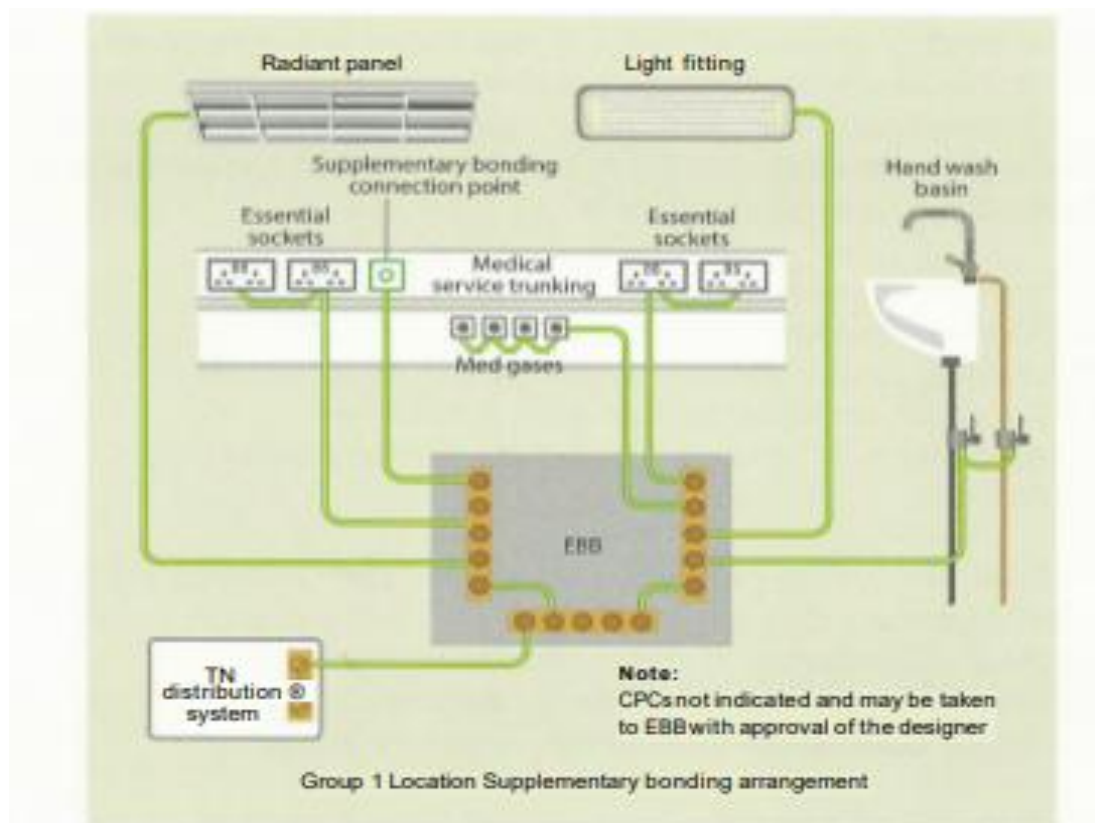 Radiant panel
Light fitting
Supplementary bonding
connection point
Hand wash
basin
Essential
sockets
Essential
sockets
Medical
service trunking
Med gases
EBB
TN
distribution
system
Note:
CPCs not indicated and may be taken
to EBB with approval of the designer
Group 1 Location Supplementary bonding arrangement